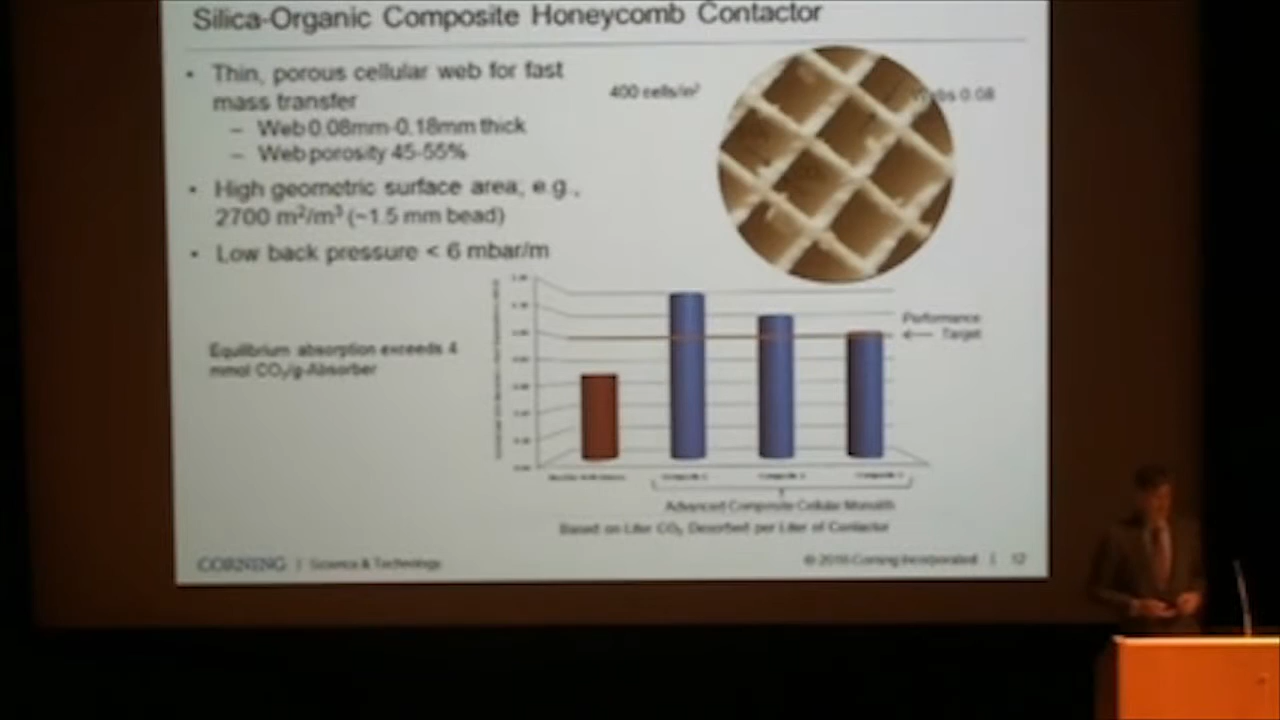 Silica-Organic Composite Honeycomb Contactor
• Thin, porous cellular web for fast
mass transfer
– Web 0.08mm-0.18mm thick
– Web porosity 45-55%
• High geometric surface area, e.g.,
2700 m²/m³ (~1.5 mm bead)
• Low back pressure < 6 mbar/m
400 cells/in²
0.08
Performance
Target
Equilibrium absorption exceeds 4
mmol CO₂/g-Absorber
Advanced Composite Cellular Monolith
Based on Liter CO₂ Desorbed per Liter of Contactor
CORNING | Science & Technology
© 2010 Corning Incorporated | 12